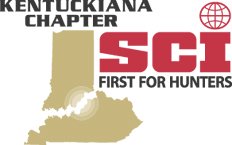 KENTUCKIANA
CHAPTER
SCI
FIRST FOR HUNTERS